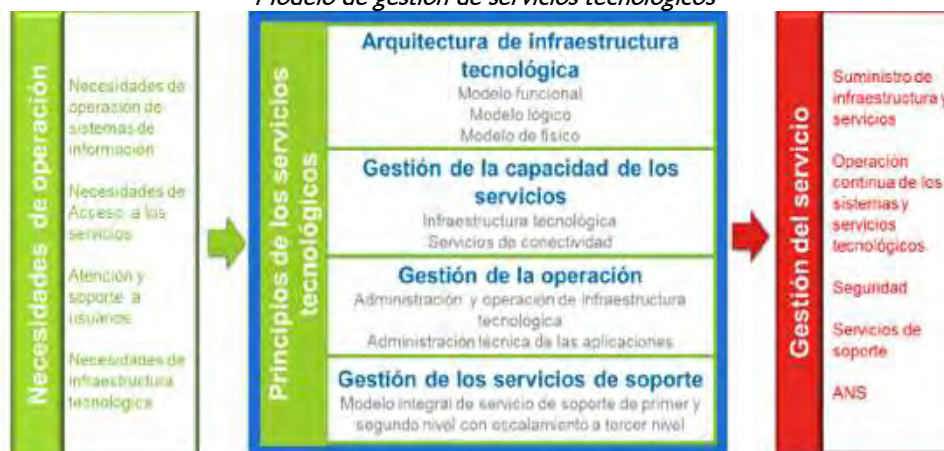 Modelo de gestión de servicios tecnológicos
Necesidades de operación
Necesidades de
operación de
sistemas de
información
Necesidades de
Acceso a los
servicios
Atención y
soporte a
usuarios
Necesidades de
infraestructura
tecnológica
Principios de los servicios
tecnológicos
Arquitectura de infraestructura
tecnológica
Modelo funcional
Modelo lógico
Modelo de físico
Gestión de la capacidad de los
servicios
Infraestructura tecnológica
Servicios de conectividad
Gestión de la operación
Administración y operación de infraestructura
tecnológica
Administración técnica de las aplicaciones
Gestión de los servicios de soporte
Modelo integral de servicio de soporte de primer y
segundo nivel con escalamiento a tercer nivel
Gestión del servicio
Suministro de
infraestructura y
servicios
Operación
continua de los
sistemas y
servicios
tecnológicos
Seguridad
Servicios de
soporte
ANS